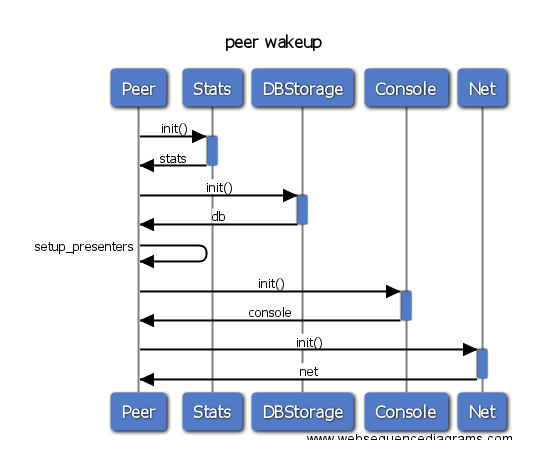 peer wakeup
Peer Stats DBStorage Console Net
init()
stats
init()
db
setup_presenters
init()
console
init()
net
Peer Stats DBStorage Console Net
www.websequencediagrams.com